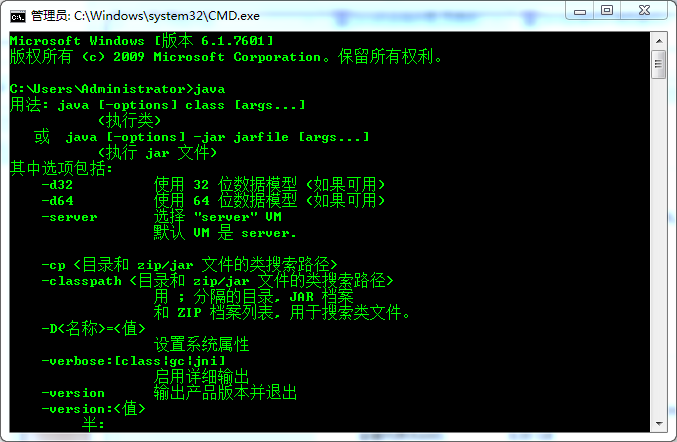 管理员: C:\Windows\system32\CMD.exe
Microsoft Windows [版本 6.1.7601]
版权所有 (c) 2009 Microsoft Corporation。保留所有权利。
C:\Users\Administrator>java
用法: java [-options] class [args...]
(执行类)
或 java [-options] -jar jarfile [args...]
(执行 jar 文件)
其中选项包括:
-d32 使用 32 位数据模型 (如果可用)
-d64 使用 64 位数据模型 (如果可用)
-server 选择 "server" VM
默认 VM 是 server.
-cp <目录和 zip/jar 文件的类搜索路径>
-classpath <目录和 zip/jar 文件的类搜索路径>
用 ; 分隔的目录, JAR 档案
和 ZIP 档案列表, 用于搜索类文件。
-D<名称>=<值>
设置系统属性
-verbose:[class|gc|jni]
启用详细输出
-version 输出产品版本并退出
-version:<值>
半: